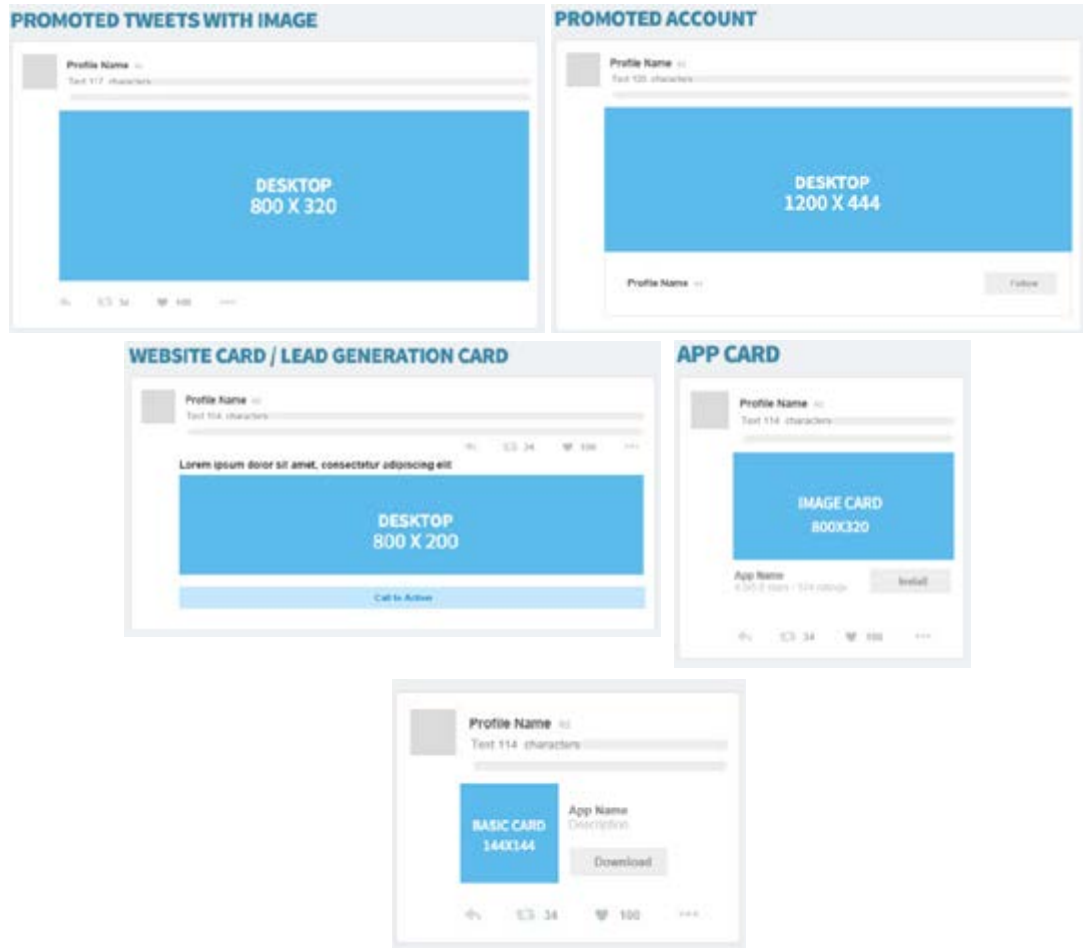 PROMOTED TWEETS WITH IMAGE
Profile Name
Text 117 characters
DESKTOP
800 X 320
34 100
PROMOTED ACCOUNT
Profile Name
Text characters
DESKTOP
1200 X 444
Profile Name
Follow
WEBSITE CARD / LEAD GENERATION CARD
Profile Name
Text 114 characters
34 100
Lorem ipsum dolor sit amet, consectetur adipiscing elit
DESKTOP
800 X 200
Call to Action
APP CARD
Profile Name
Text 114 characters
IMAGE CARD
800X320
App Name
ratings
Install
34 100
Profile Name
Text 114 characters
BASIC CARD
144X144
App Name
Description
Download
34 100